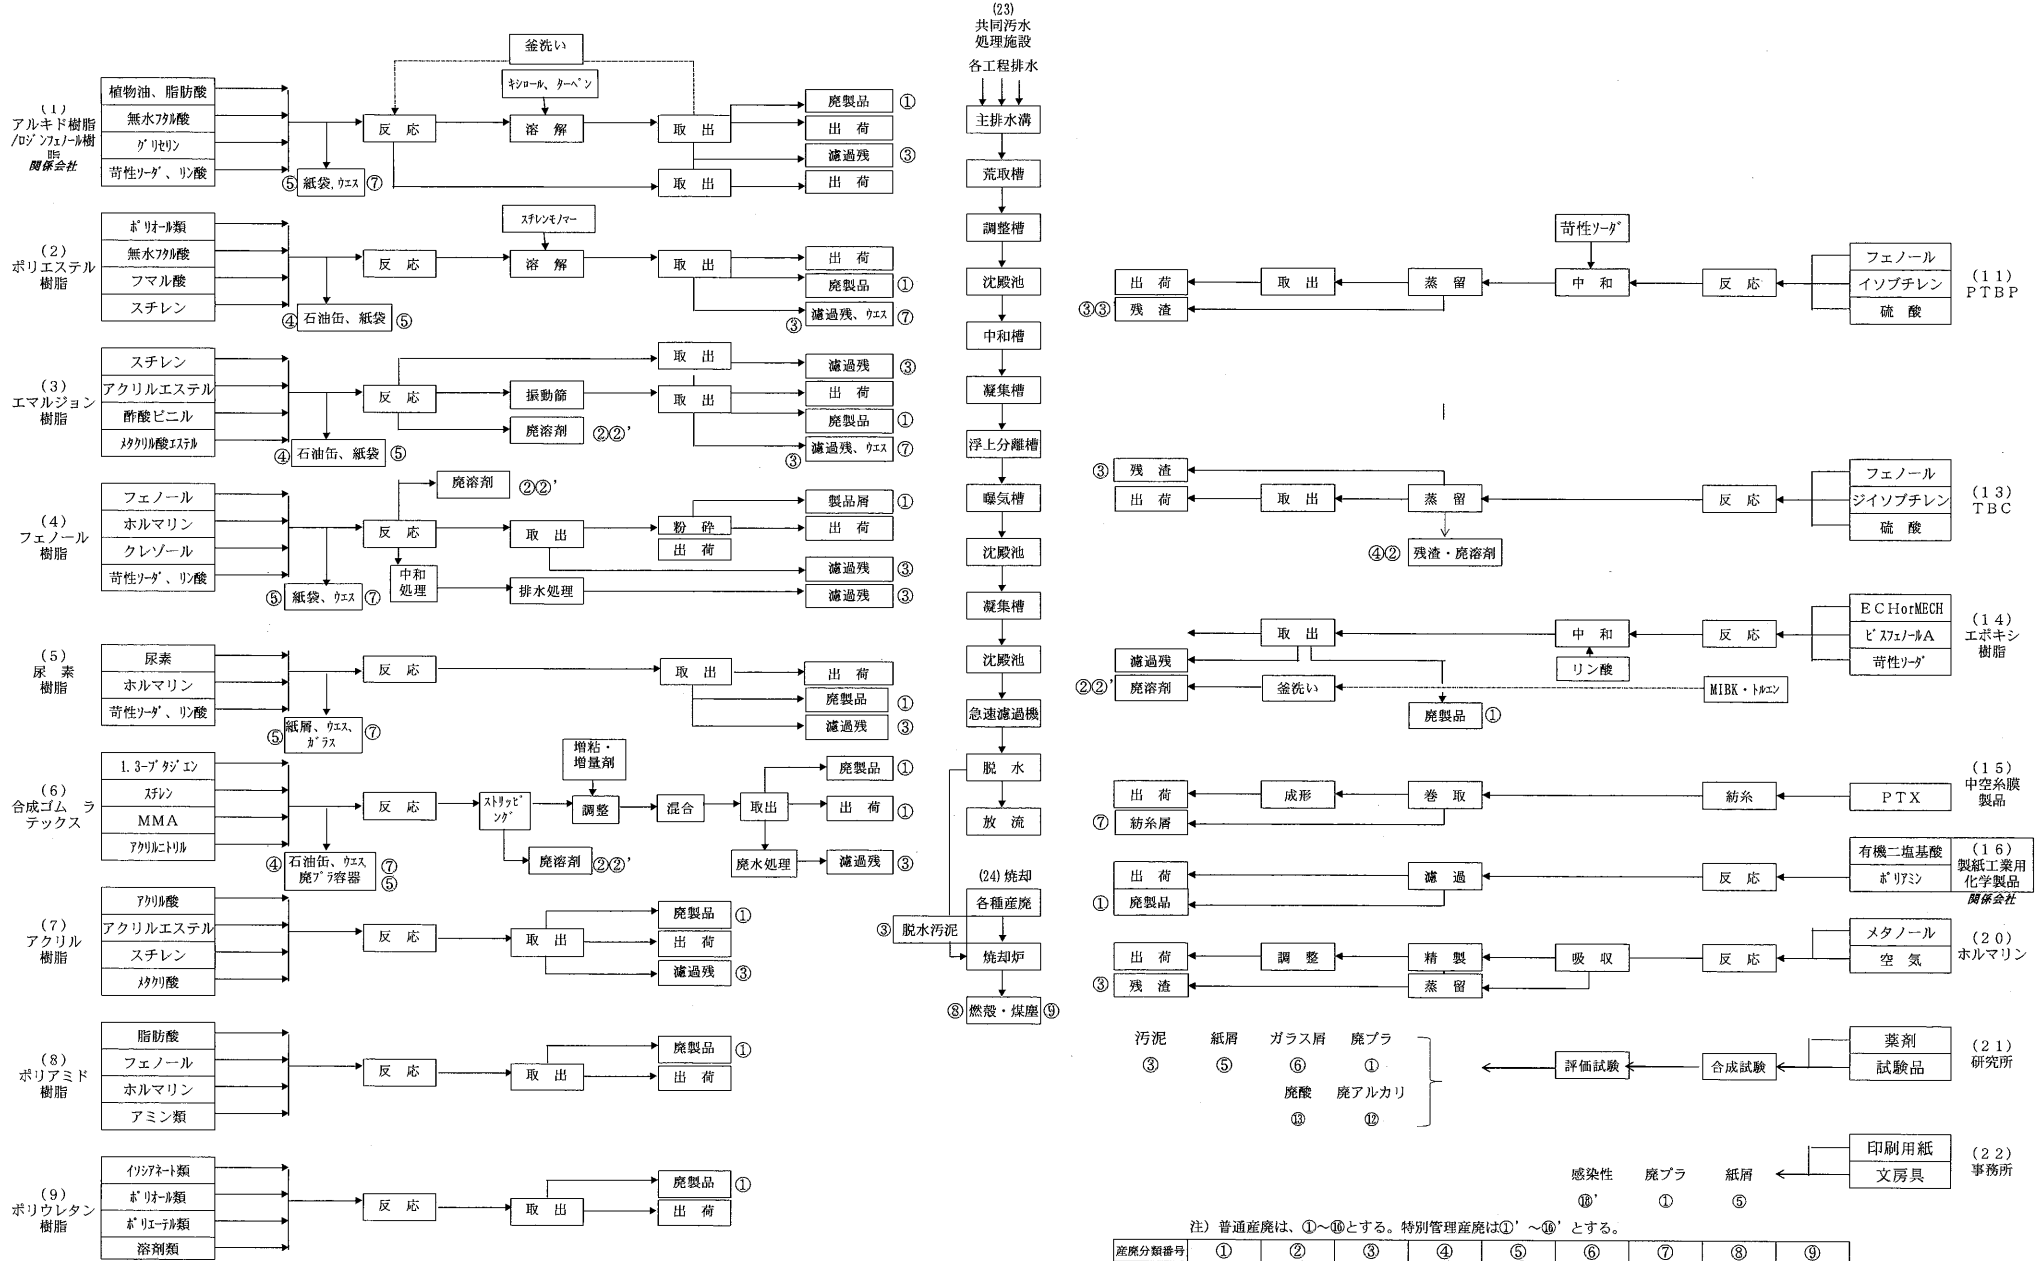 (1)
アルキド樹脂
/ロジンフェノール樹
脂
関係会社
植物油、脂肪酸
無水フタル酸
グリセリン
苛性ソーダ、リン酸
⑤ 紙袋,ウエス ⑦
反 応
釜洗い
キシロール、ターペン
溶 解
取 出
取 出
廃製品 ①
出 荷
濾過残 ③
出 荷
(2)
ポリエステル
樹脂
ポリオール類
無水フタル酸
フマル酸
スチレン
④ 石油缶、紙袋 ⑤
反 応
スチレンモノマー
溶 解
取 出
出 荷
廃製品 ①
③ 濾過残、ウエス ⑦
(3)
エマルジョン
樹脂
スチレン
アクリルエステル
酢酸ビニル
メタクリル酸エステル
④ 石油缶、紙袋 ⑤
反 応
振動篩
廃溶剤 ②②'
取 出
取 出
濾過残 ③
出 荷
廃製品 ①
③ 濾過残、ウエス ⑦
(4)
フェノール
樹脂
フェノール
ホルマリン
クレゾール
苛性ソーダ、リン酸
⑤ 紙袋、ウエス ⑦
廃溶剤 ②②'
反 応
中和
処理
取 出
排水処理
粉 砕
出 荷
製品屑 ①
出 荷
濾過残 ③
濾過残 ③
(5)
尿 素
樹脂
尿素
ホルマリン
苛性ソーダ、リン酸
⑤ 紙屑、ウエス、 ⑦
ガラス
反 応
取 出
出 荷
廃製品 ①
濾過残 ③
(6)
合成ゴム ラ
テックス
1.3-ブタジエン
スチレン
MMA
アクリルニトリル
④ 石油缶、ウエス ⑦
廃プラ容器 ⑤
反 応
ストリッピ
ング
廃溶剤 ②②'
増粘・
増量剤
調整
混合
取出
廃水処理
廃製品 ①
出 荷 ①
濾過残 ③
(7)
アクリル
樹脂
アクリル酸
アクリルエステル
スチレン
メタクリ酸
反 応
取 出
廃製品 ①
出 荷
濾過残 ③
(8)
ポリアミド
樹脂
脂肪酸
フェノール
ホルマリン
アミン類
反 応
取 出
廃製品 ①
出 荷
(9)
ポリウレタン
樹脂
イソシアネート類
ポリオール類
ポリエーテル類
溶剤類
反 応
取 出
廃製品 ①
出 荷
(23)
共同汚水
処理施設
各工程排水
主排水溝
荒取槽
調整槽
沈殿池
中和槽
凝集槽
浮上分離槽
曝気槽
沈殿池
凝集槽
沈殿池
急速濾過機
脱 水
放 流
(24)焼却
各種産廃
③ 脱水汚泥
焼却炉
⑧ 燃殻・煤塵 ⑨
苛性ソーダ
出 荷
取 出
蒸 留
中 和
反 応
フェノール
イソブチレン
硫 酸
(11)
PTBP
③③' 残 渣
③ 残 渣
出 荷
取 出
蒸 留
反 応
フェノール
ジイソブチレン
硫 酸
(13)
TBC
④② 残渣・廃溶剤
取 出
中 和
反 応
ECHorMECH
ビスフェノールA
苛性ソーダ
(14)
エポキシ
樹脂
濾過残
リン酸
②②' 廃溶剤
釜洗い
MIBK・トルエン
廃製品 ①
出 荷
成形
巻 取
紡糸
PTX
(15)
中空糸膜
製品
⑦ 紡糸屑
出 荷
濾 過
反 応
有機二塩基酸
ポリアミン
(16)
製紙工業用
化学製品
関係会社
① 廃製品
出 荷
調 整
精 製
吸 収
反 応
メタノール
空 気
(20)
ホルマリン
③ 残 渣
蒸 留
汚泥 紙屑 ガラス屑 廃プラ
③ ⑤ ⑥ ①
廃酸 廃アルカリ
⑬ ⑫
評価試験
合成試験
薬剤
試験品
(21)
研究所
感染性 廃プラ 紙屑
⑱' ① ⑤
印刷用紙
文房具
(22)
事務所
注) 普通産廃は、①～⑯とする。特別管理産廃は①'～⑯'とする。
産廃分類番号 ① ② ③ ④ ⑤ ⑥ ⑦ ⑧ ⑨